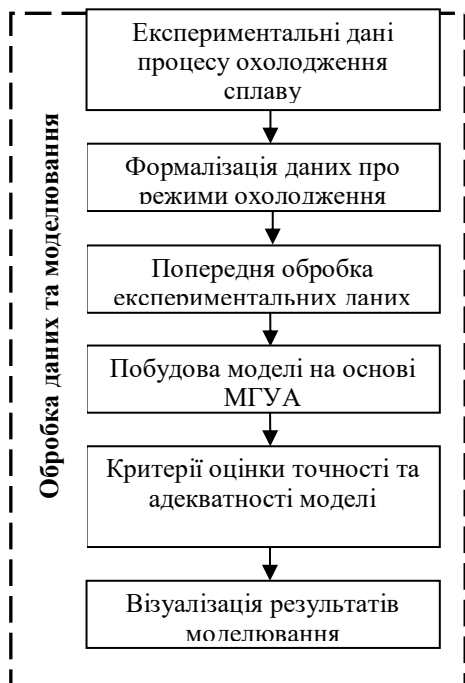 Експериментальні дані
процесу охолодження
сплаву
Формалізація даних про
режими охолодження
Попередня обробка
експериментальних даних
Побудова моделі на основі
МГУА
Критерії оцінки точності та
адекватності моделі
Візуалізація результатів
моделювання
Обробка даних та моделювання